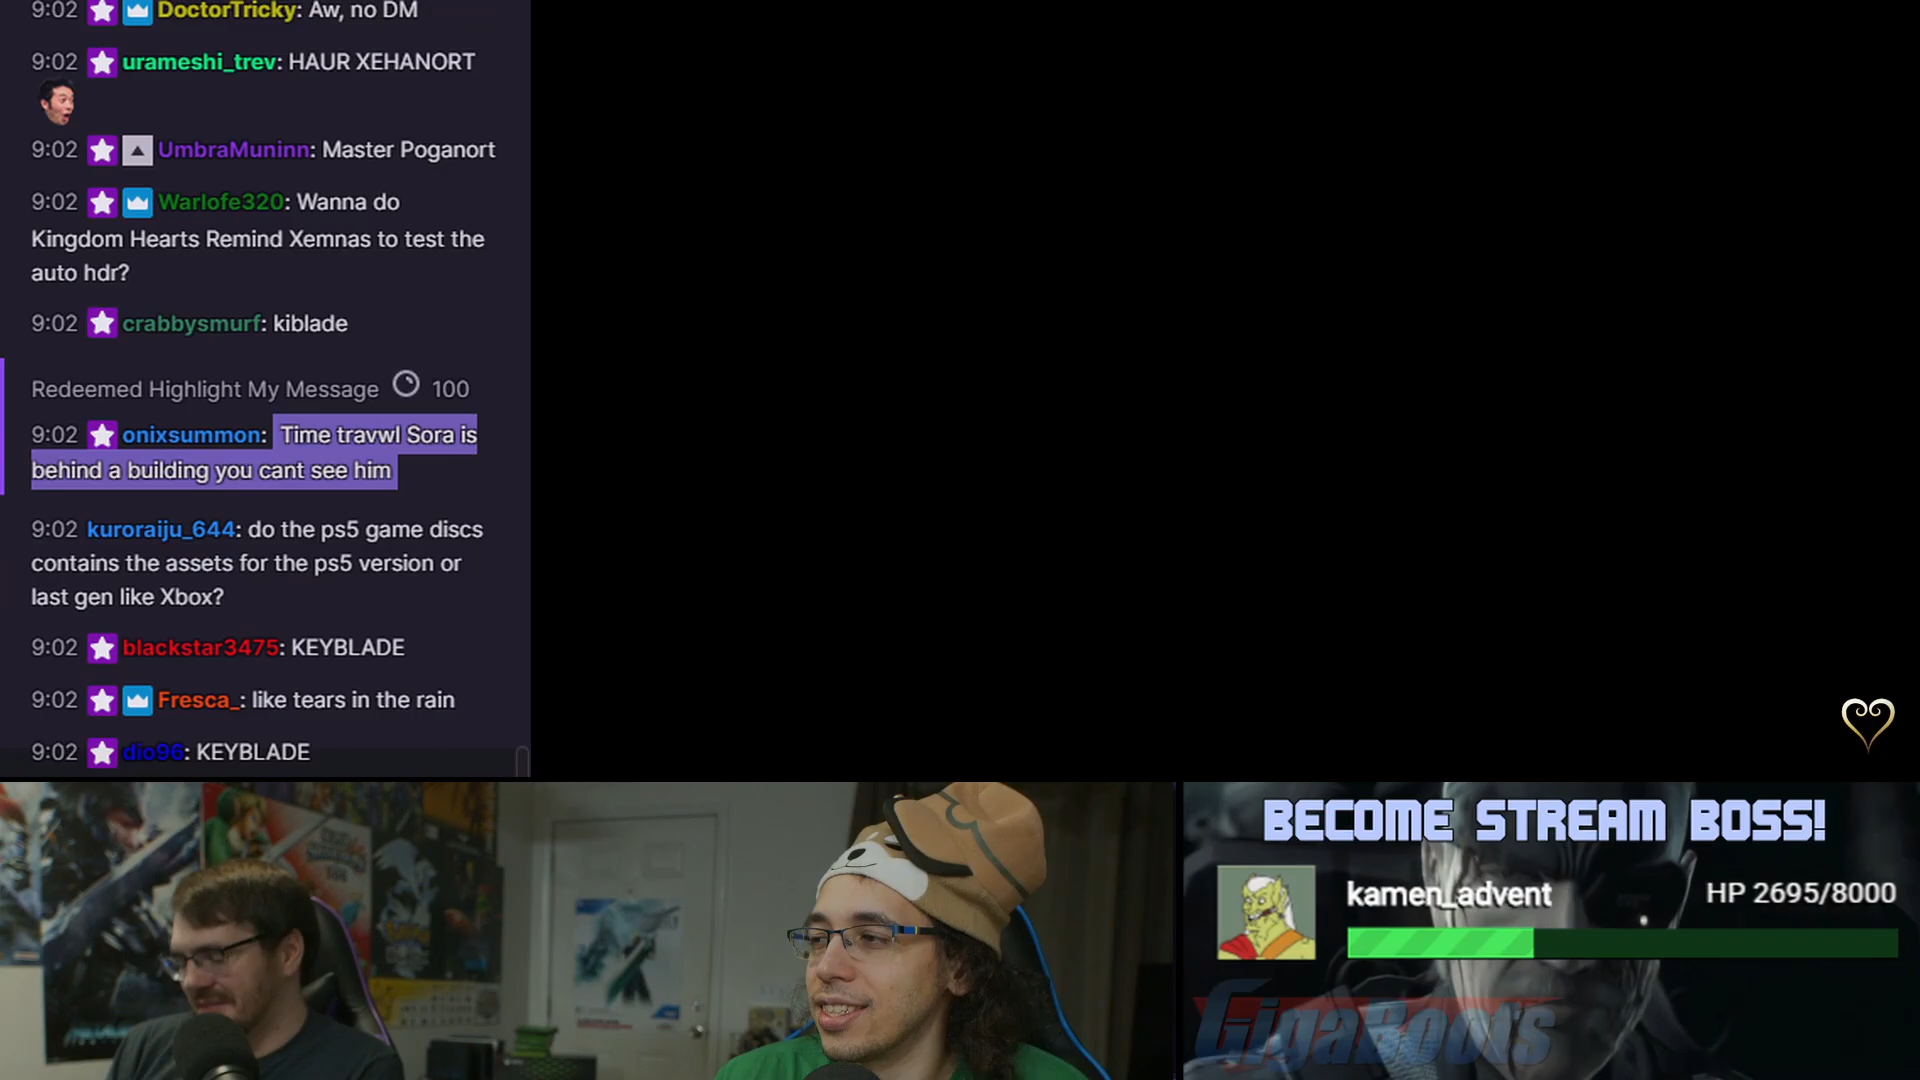 9:02 DoctorTricky: Aw, no DM
9:02 urameshi_trev: HAUR XEHANORT
9:02 UmbraMuninn: Master Poganort
9:02 Warlofe320: Wanna do
Kingdom Hearts Remind Xemnas to test the
auto hdr?
9:02 crabbysmurf: kiblade
Redeemed Highlight My Message 100
9:02 onixsummon: Time travwl Sora is
behind a building you cant see him
9:02 kuroraiju_644: do the ps5 game discs
contains the assets for the ps5 version or
last gen like Xbox?
9:02 blackstar3475: KEYBLADE
9:02 Fresca_: like tears in the rain
9:02 dio96: KEYBLADE
BECOME STREAM BOSS!
kamen_advent HP 2695/8000
GigaBoots